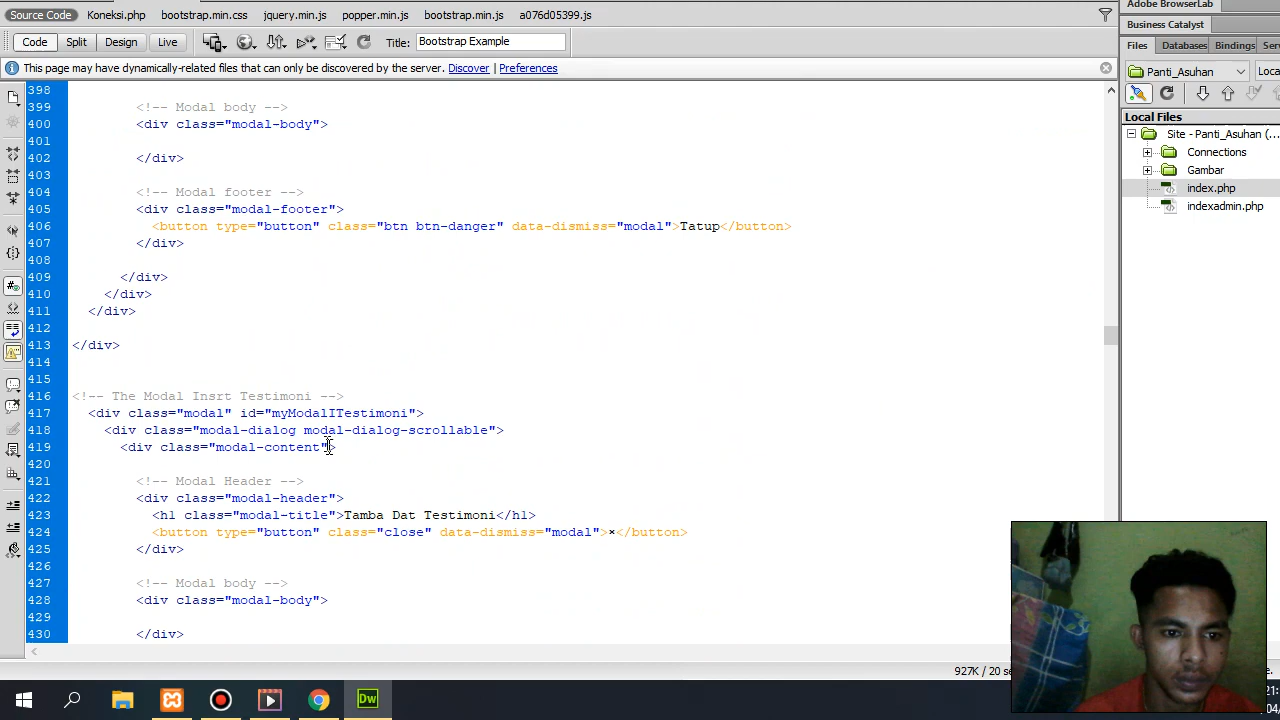 Source Code Koneksi.php bootstrap.min.css jquery.min.js popper.min.js bootstrap.min.js a076d05399.js
Code Split Design Live Title: Bootstrap Example
This page may have dynamically-related files that can only be discovered by the server. Discover | Preferences
398
399 <!-- Modal body -->
400 <div class="modal-body">
401
402 </div>
403
404 <!-- Modal footer -->
405 <div class="modal-footer">
406 <button type="button" class="btn btn-danger" data-dismiss="modal">Tatup</button>
407 </div>
408
409 </div>
410 </div>
411 </div>
412
413 </div>
414
415
416 <!-- The Modal Insrt Testimoni -->
417 <div class="modal" id="myModalITestimoni">
418 <div class="modal-dialog modal-dialog-scrollable">
419 <div class="modal-content">
420
421 <!-- Modal Header -->
422 <div class="modal-header">
423 <h1 class="modal-title">Tamba Dat Testimoni</h1>
424 <button type="button" class="close" data-dismiss="modal">×</button>
425 </div>
426
427 <!-- Modal body -->
428 <div class="modal-body">
429
430 </div>
927K / 20 se
Adobe BrowserLab
Business Catalyst
Files Databases Bindings Ser
Panti_Asuhan Loca
Local Files
Site - Panti_Asuhan (...
Connections
Gambar
index.php
indexadmin.php
Dw